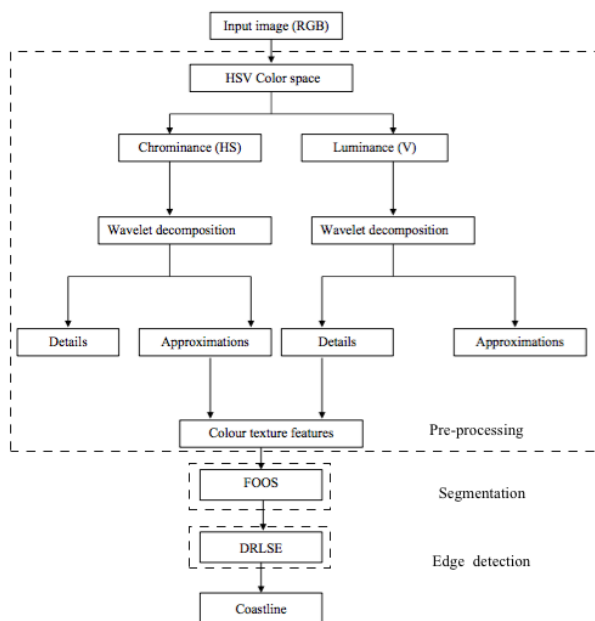 Input image (RGB)
HSV Color space
Chrominance (HS)
Luminance (V)
Wavelet decomposition
Wavelet decomposition
Details
Approximations
Details
Approximations
Colour texture features
Pre-processing
FOOS
Segmentation
DRLSE
Edge detection
Coastline